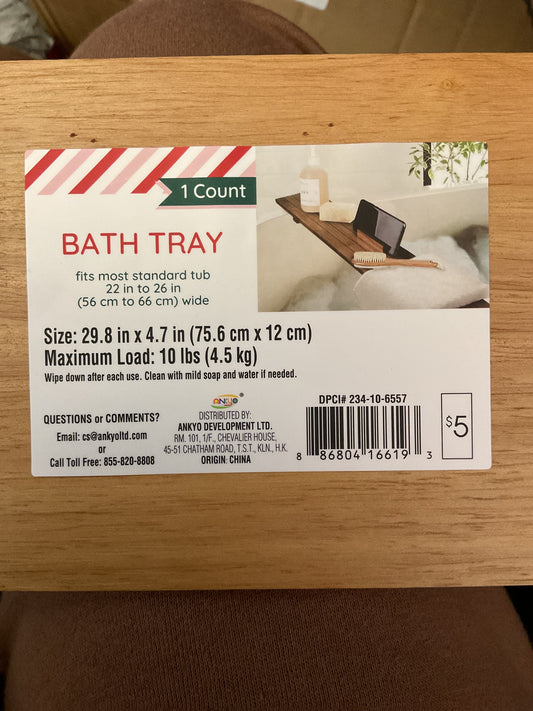 1 Count
BATH TRAY
fits most standard tub
22 in to 26 in
(56 cm to 66 cm) wide
Size: 29.8 in x 4.7 in (75.6 cm x 12 cm)
Maximum Load: 10 lbs (4.5 kg)
Wipe down after each use. Clean with mild soap and water if needed.
QUESTIONS or COMMENTS?
Email: cs@ankyoltd.com
or
Call Toll Free: 855-820-8808
ANKYO
DISTRIBUTED BY:
ANKYO DEVELOPMENT LTD.
RM. 101, 1/F., CHEVALIER HOUSE,
45-51 CHATHAM ROAD, T.S.T., KLN., H.K.
ORIGIN: CHINA
DPCI# 234-10-6557
8 86804 16619 3
$5